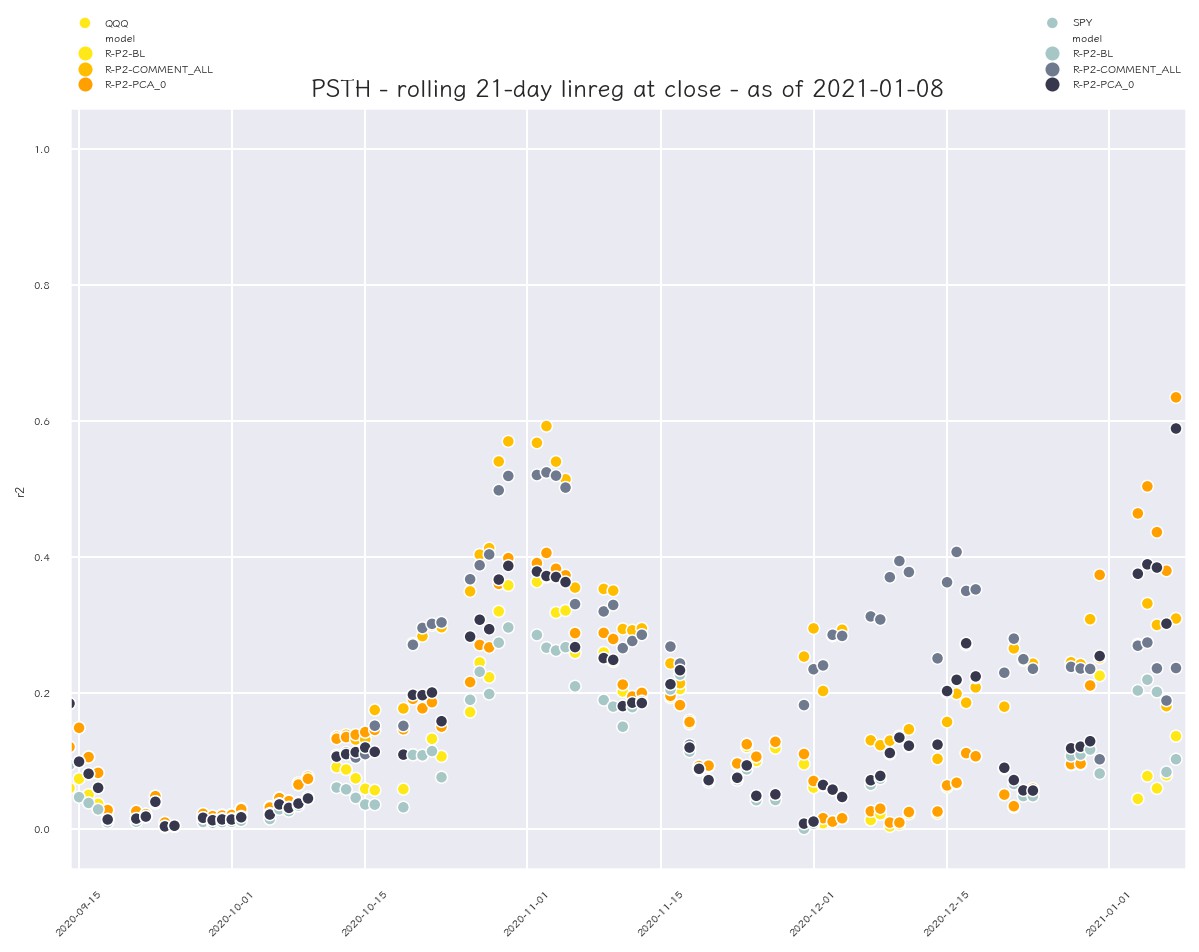 QQQ
model
R-P2-BL
R-P2-COMMENT_ALL
R-P2-PCA_0
SPY
model
R-P2-BL
R-P2-COMMENT_ALL
R-P2-PCA_0
PSTH - rolling 21-day linreg at close - as of 2021-01-08
1.0
0.8
0.6
0.4
0.2
0.0
r2
2020-09-15
2020-10-01
2020-10-15
2020-11-01
2020-11-15
2020-12-01
2020-12-15
2021-01-01